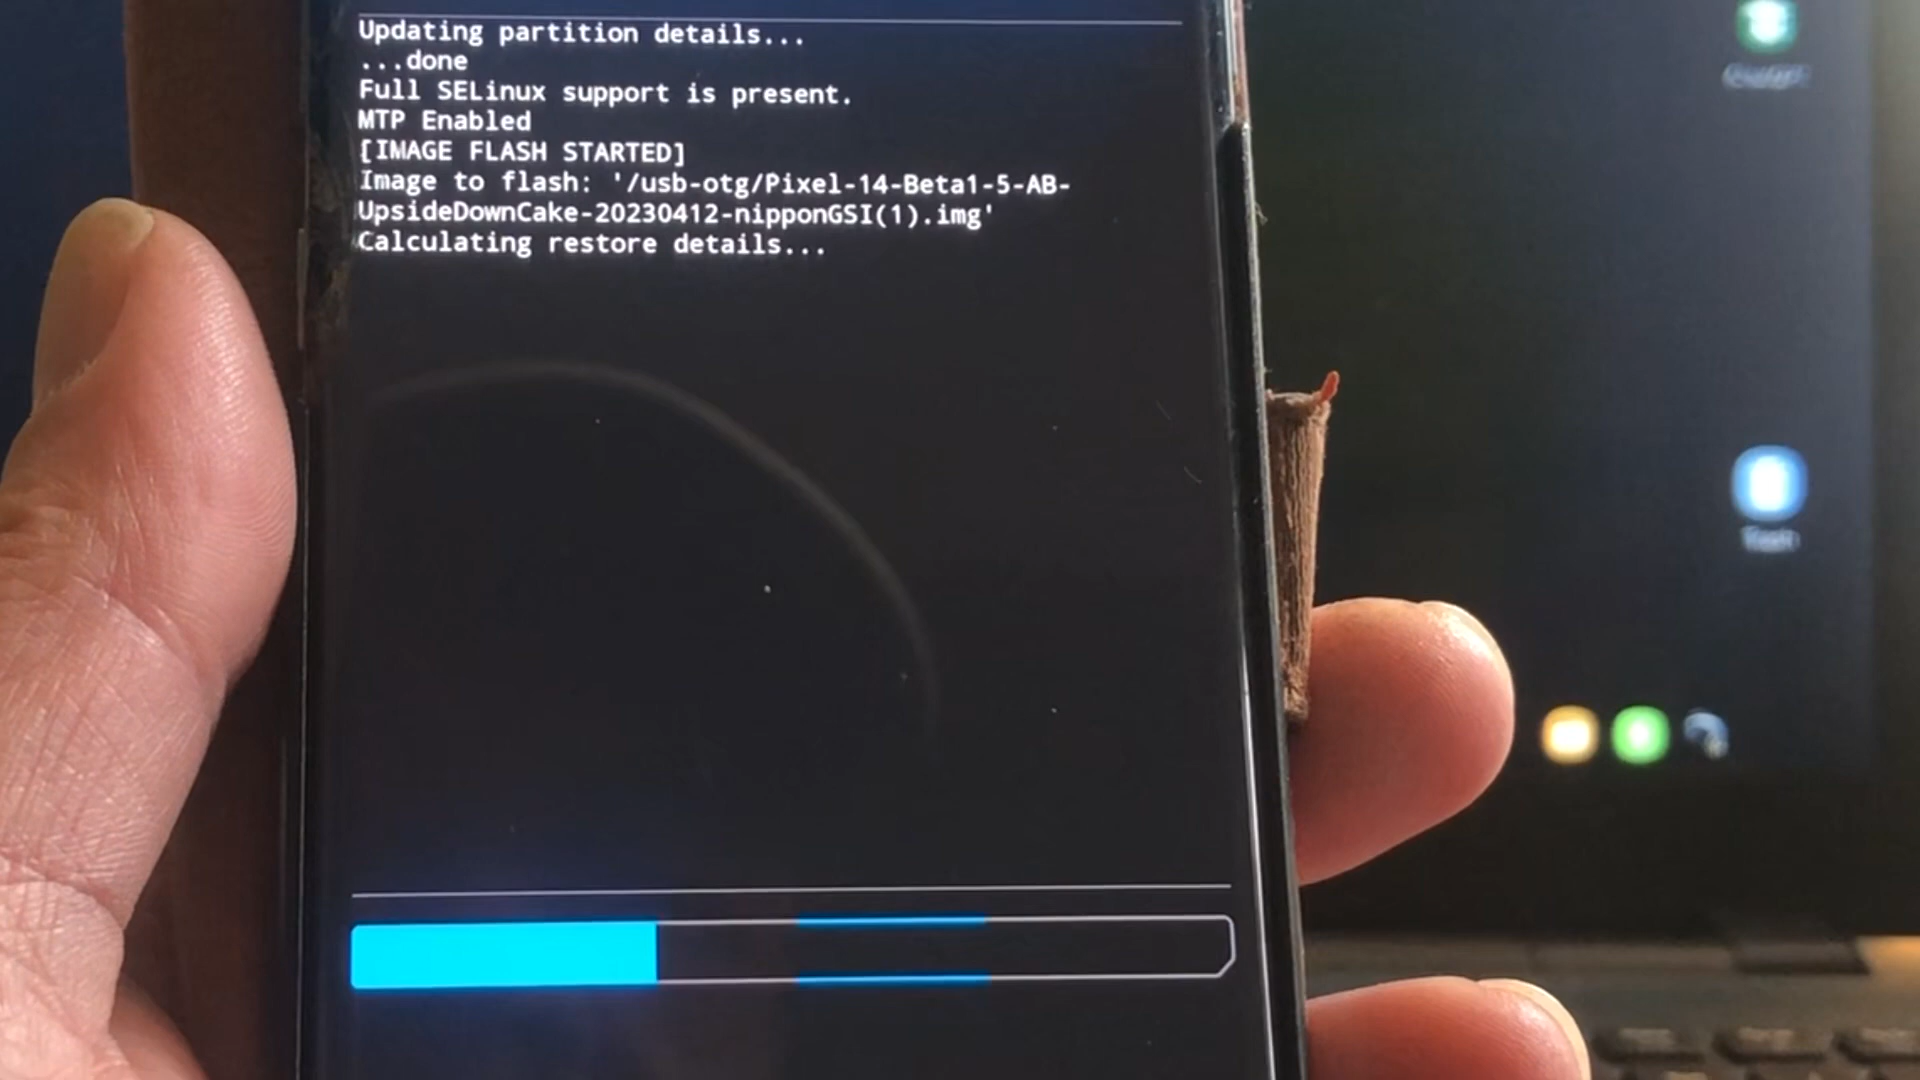 Updating partition details...
...done
Full SELinux support is present.
MTP Enabled
[IMAGE FLASH STARTED]
Image to flash: '/usb-otg/Pixel-14-Beta1-5-AB-
UpsideDownCake-20230412-nipponGSI(1).img'
Calculating restore details...
Trash